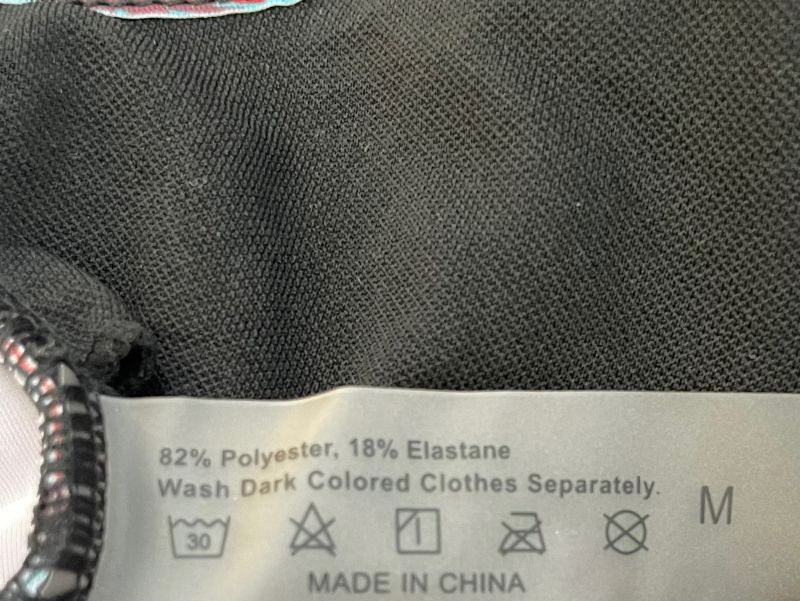 82% Polyester, 18% Elastane
Wash Dark Colored Clothes Separately.
M
30
MADE IN CHINA